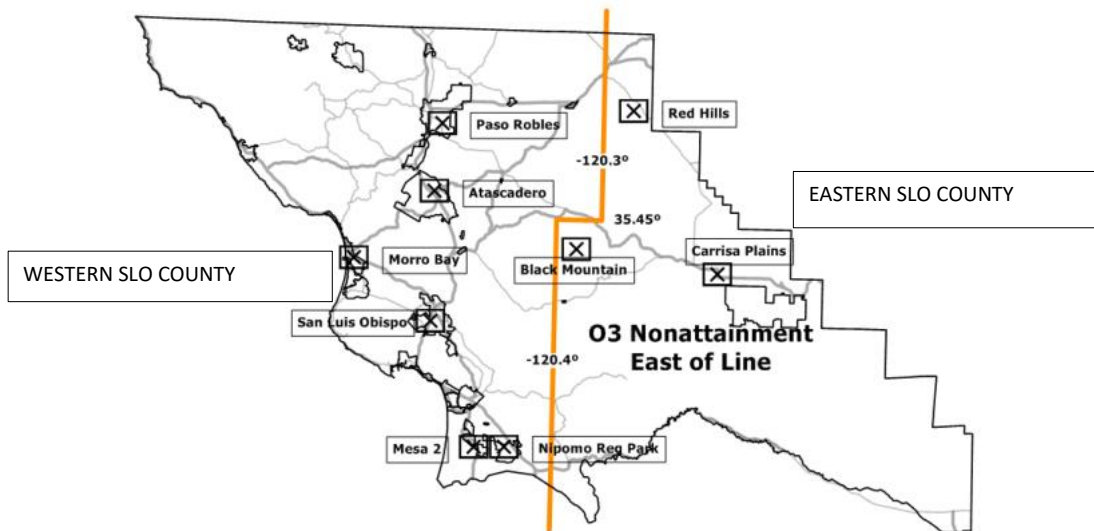 Red Hills
Paso Robles
-120.3º
Atascadero
EASTERN SLO COUNTY
35.45º
Carrisa Plains
Morro Bay
Black Mountain
WESTERN SLO COUNTY
San Luis Obispo
O3 Nonattainment
East of Line
-120.4º
Mesa 2
Nipomo Reg Park